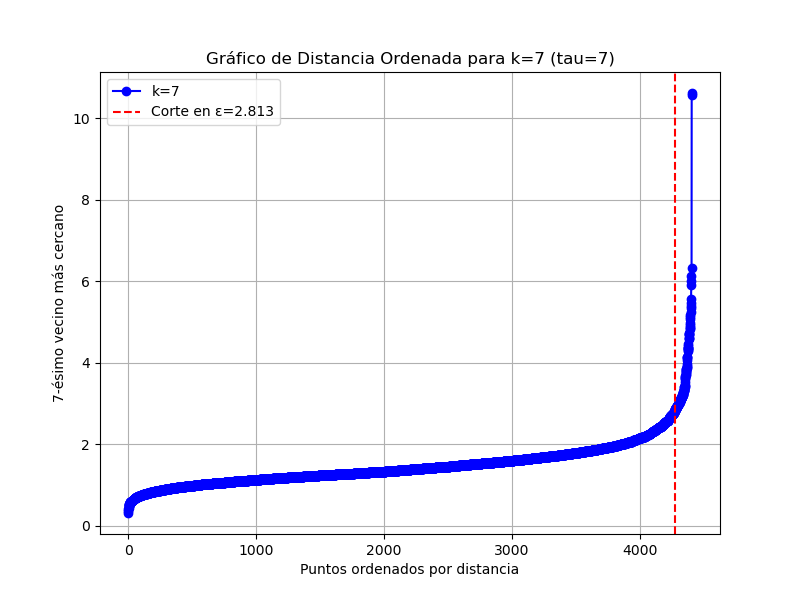 Gráfico de Distancia Ordenada para k=7 (tau=7)
k=7
Corte en ε=2.813
10
8
6
4
2
0
7-ésimo vecino más cercano
0 1000 2000 3000 4000
Puntos ordenados por distancia